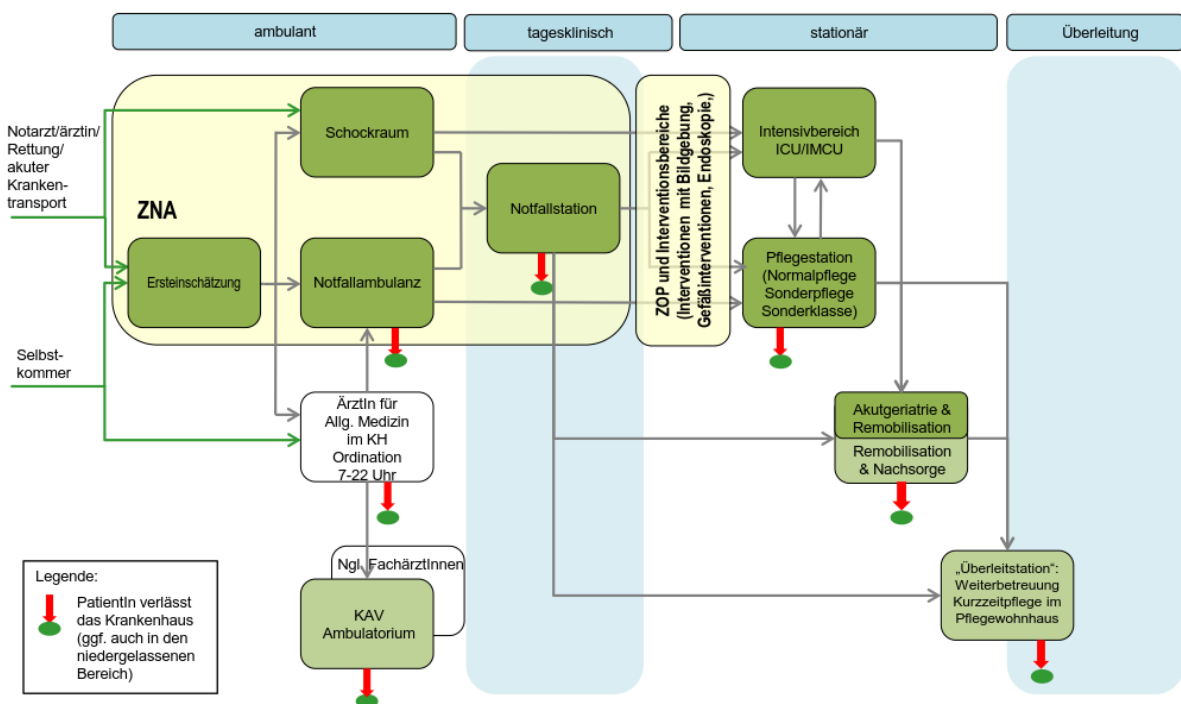 ambulant
tagesklinisch
stationär
Überleitung
Notarzt/ärztin/
Rettung/
akuter
Kranken-
transport
Selbst-
kommer
ZNA
Schockraum
Ersteinschätzung
Notfallambulanz
Notfallstation
ZOP und Interventionsbereiche
(Interventionen mit Bildgebung,
Gefäßinterventionen, Endoskopie,)
Intensivbereich
ICU/IMCU
Pflegestation
(Normalpflege
Sonderpflege
Sonderklasse)
ÄrztIn für
Allg. Medizin
im KH
Ordination
7-22 Uhr
Akutgeriatrie &
Remobilisation
Remobilisation
& Nachsorge
Ngl. FachärztInnen
KAV
Ambulatorium
„Überleitstation“:
Weiterbetreuung
Kurzzeitpflege im
Pflegewohnhaus
Legende:
PatientIn verlässt
das Krankenhaus
(ggf. auch in den
niedergelassenen
Bereich)